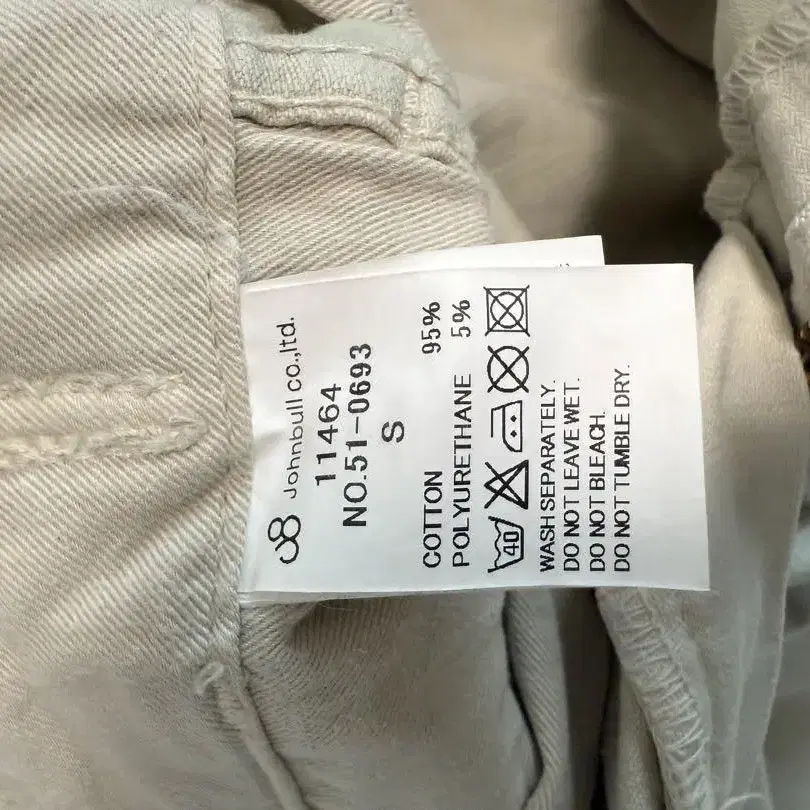 Johnbull co.,ltd.
11464
NO.51-0693
S
COTTON 95%
POLYURETHANE 5%
40
WASH SEPARATELY.
DO NOT LEAVE WET.
DO NOT BLEACH.
DO NOT TUMBLE DRY.